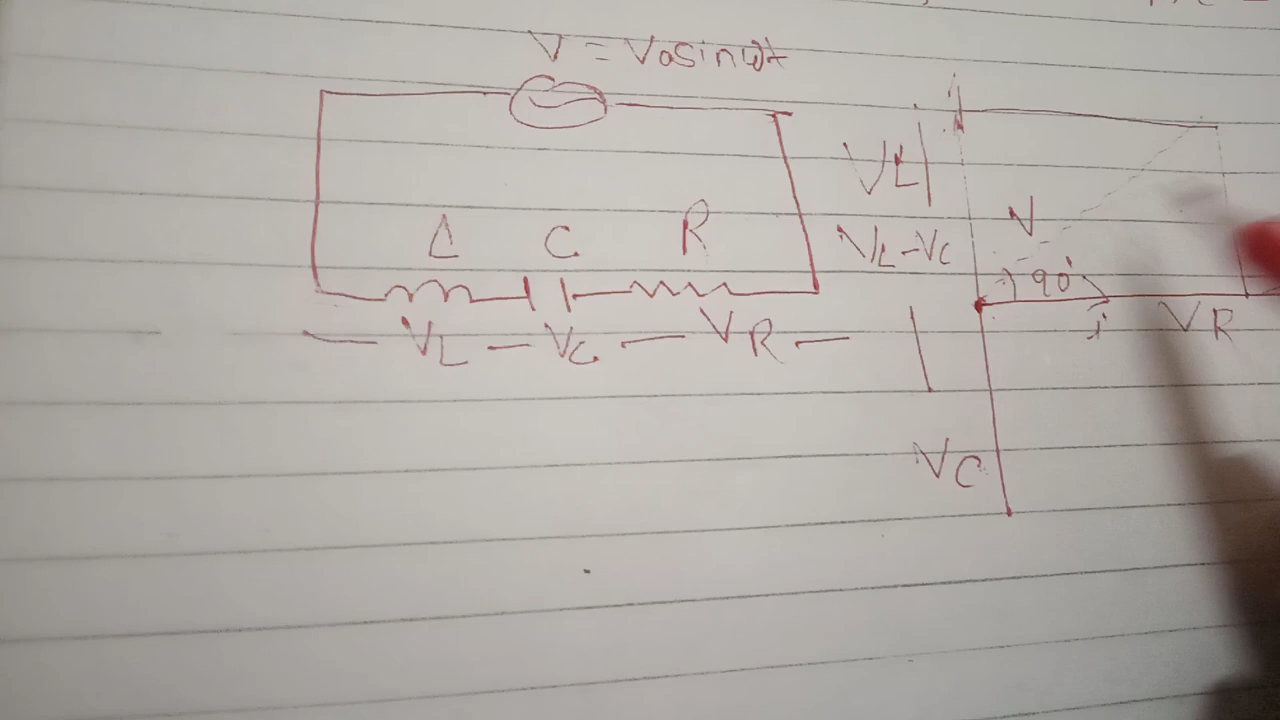 V = V0sinωt
L C R
VL VC VR
VL
VL-VC
V
90°
i
VR
VC